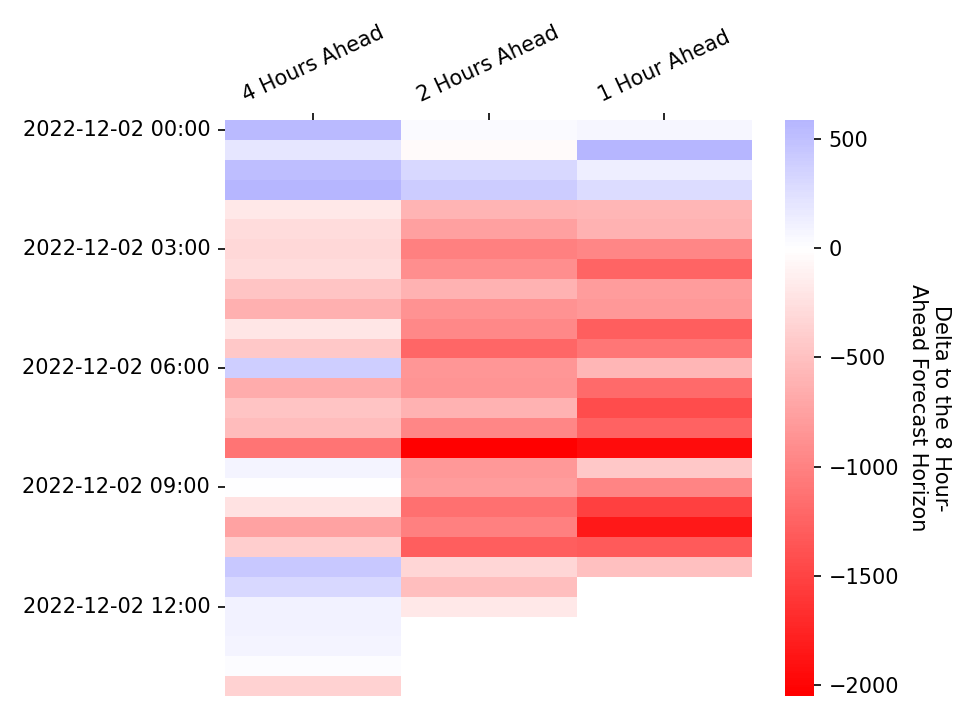 4 Hours Ahead
2 Hours Ahead
1 Hour Ahead
2022-12-02 00:00
2022-12-02 03:00
2022-12-02 06:00
2022-12-02 09:00
2022-12-02 12:00
500
0
−500
−1000
−1500
−2000
Delta to the 8 Hour-
Ahead Forecast Horizon